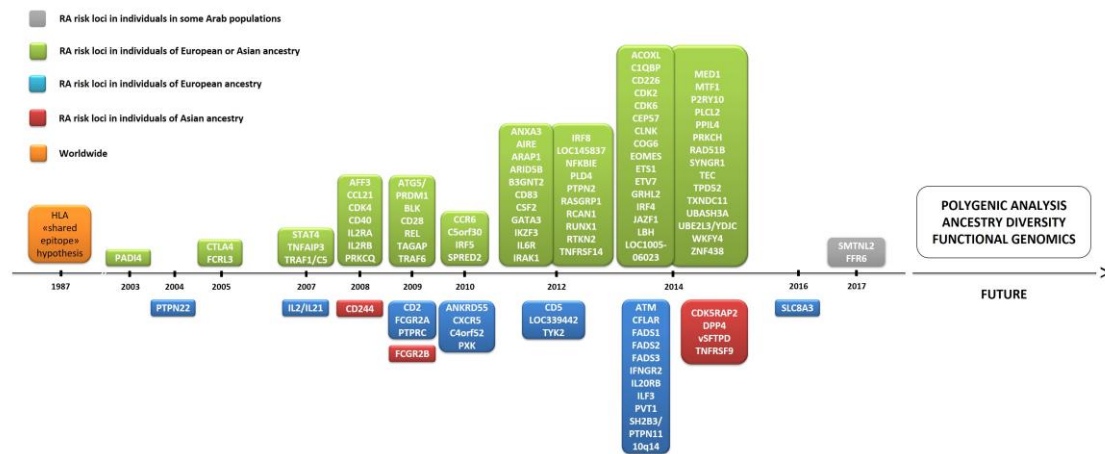 RA risk loci in individuals in some Arab populations
RA risk loci in individuals of European or Asian ancestry
RA risk loci in individuals of European ancestry
RA risk loci in individuals of Asian ancestry
Worldwide
HLA
«shared
epitope»
hypothesis
PADI4
CTLA4
FCRL3
STAT4
TNFAIP3
TRAF1/C5
AFF3
CCL21
CDK4
CD40
IL2RA
IL2RB
PRKCQ
ATG5/
PRDM1
BLK
CD28
REL
TAGAP
TRAF6
CCR6
C5orf30
IRF5
SPRED2
ANXA3
AIRE
ARAP1
ARID5B
B3GNT2
CD83
CSF2
GATA3
IKZF3
IL6R
IRAK1
IRF8
LOC145837
NFKBIE
PLD4
PTPN2
RASGRP1
RCAN1
RUNX1
RTKN2
TNFRSF14
ACOXL
C1QBP
CD226
CDK2
CDK6
CEP57
CLNK
COG6
EOMES
ETS1
ETV7
GRHL2
IRF4
JAZF1
LBH
LOC1005-
06023
MED1
MTF1
P2RY10
PLCL2
PPIL4
PRKCH
RAD51B
SYNGR1
TEC
TPD52
TXNDC11
UBASH3A
UBE2L3/YDJC
WKFY4
ZNF438
SMTNL2
FFR6
POLYGENIC ANALYSIS
ANCESTRY DIVERSITY
FUNCTIONAL GENOMICS
1987
2003
2004
2005
2007
2008
2009
2010
2012
2014
2016
2017
FUTURE
PTPN22
IL2/IL21
CD244
CD2
FCGR2A
PTPRC
FCGR2B
ANKRD55
CXCR5
C4orf52
PXK
CD5
LOC339442
TYK2
ATM
CFLAR
FADS1
FADS2
FADS3
IFNGR2
IL20RB
ILF3
PVT1
SH2B3/
PTPN11
10q14
CDK5RAP2
DPP4
vSFTPD
TNFRSF9
SLC8A3